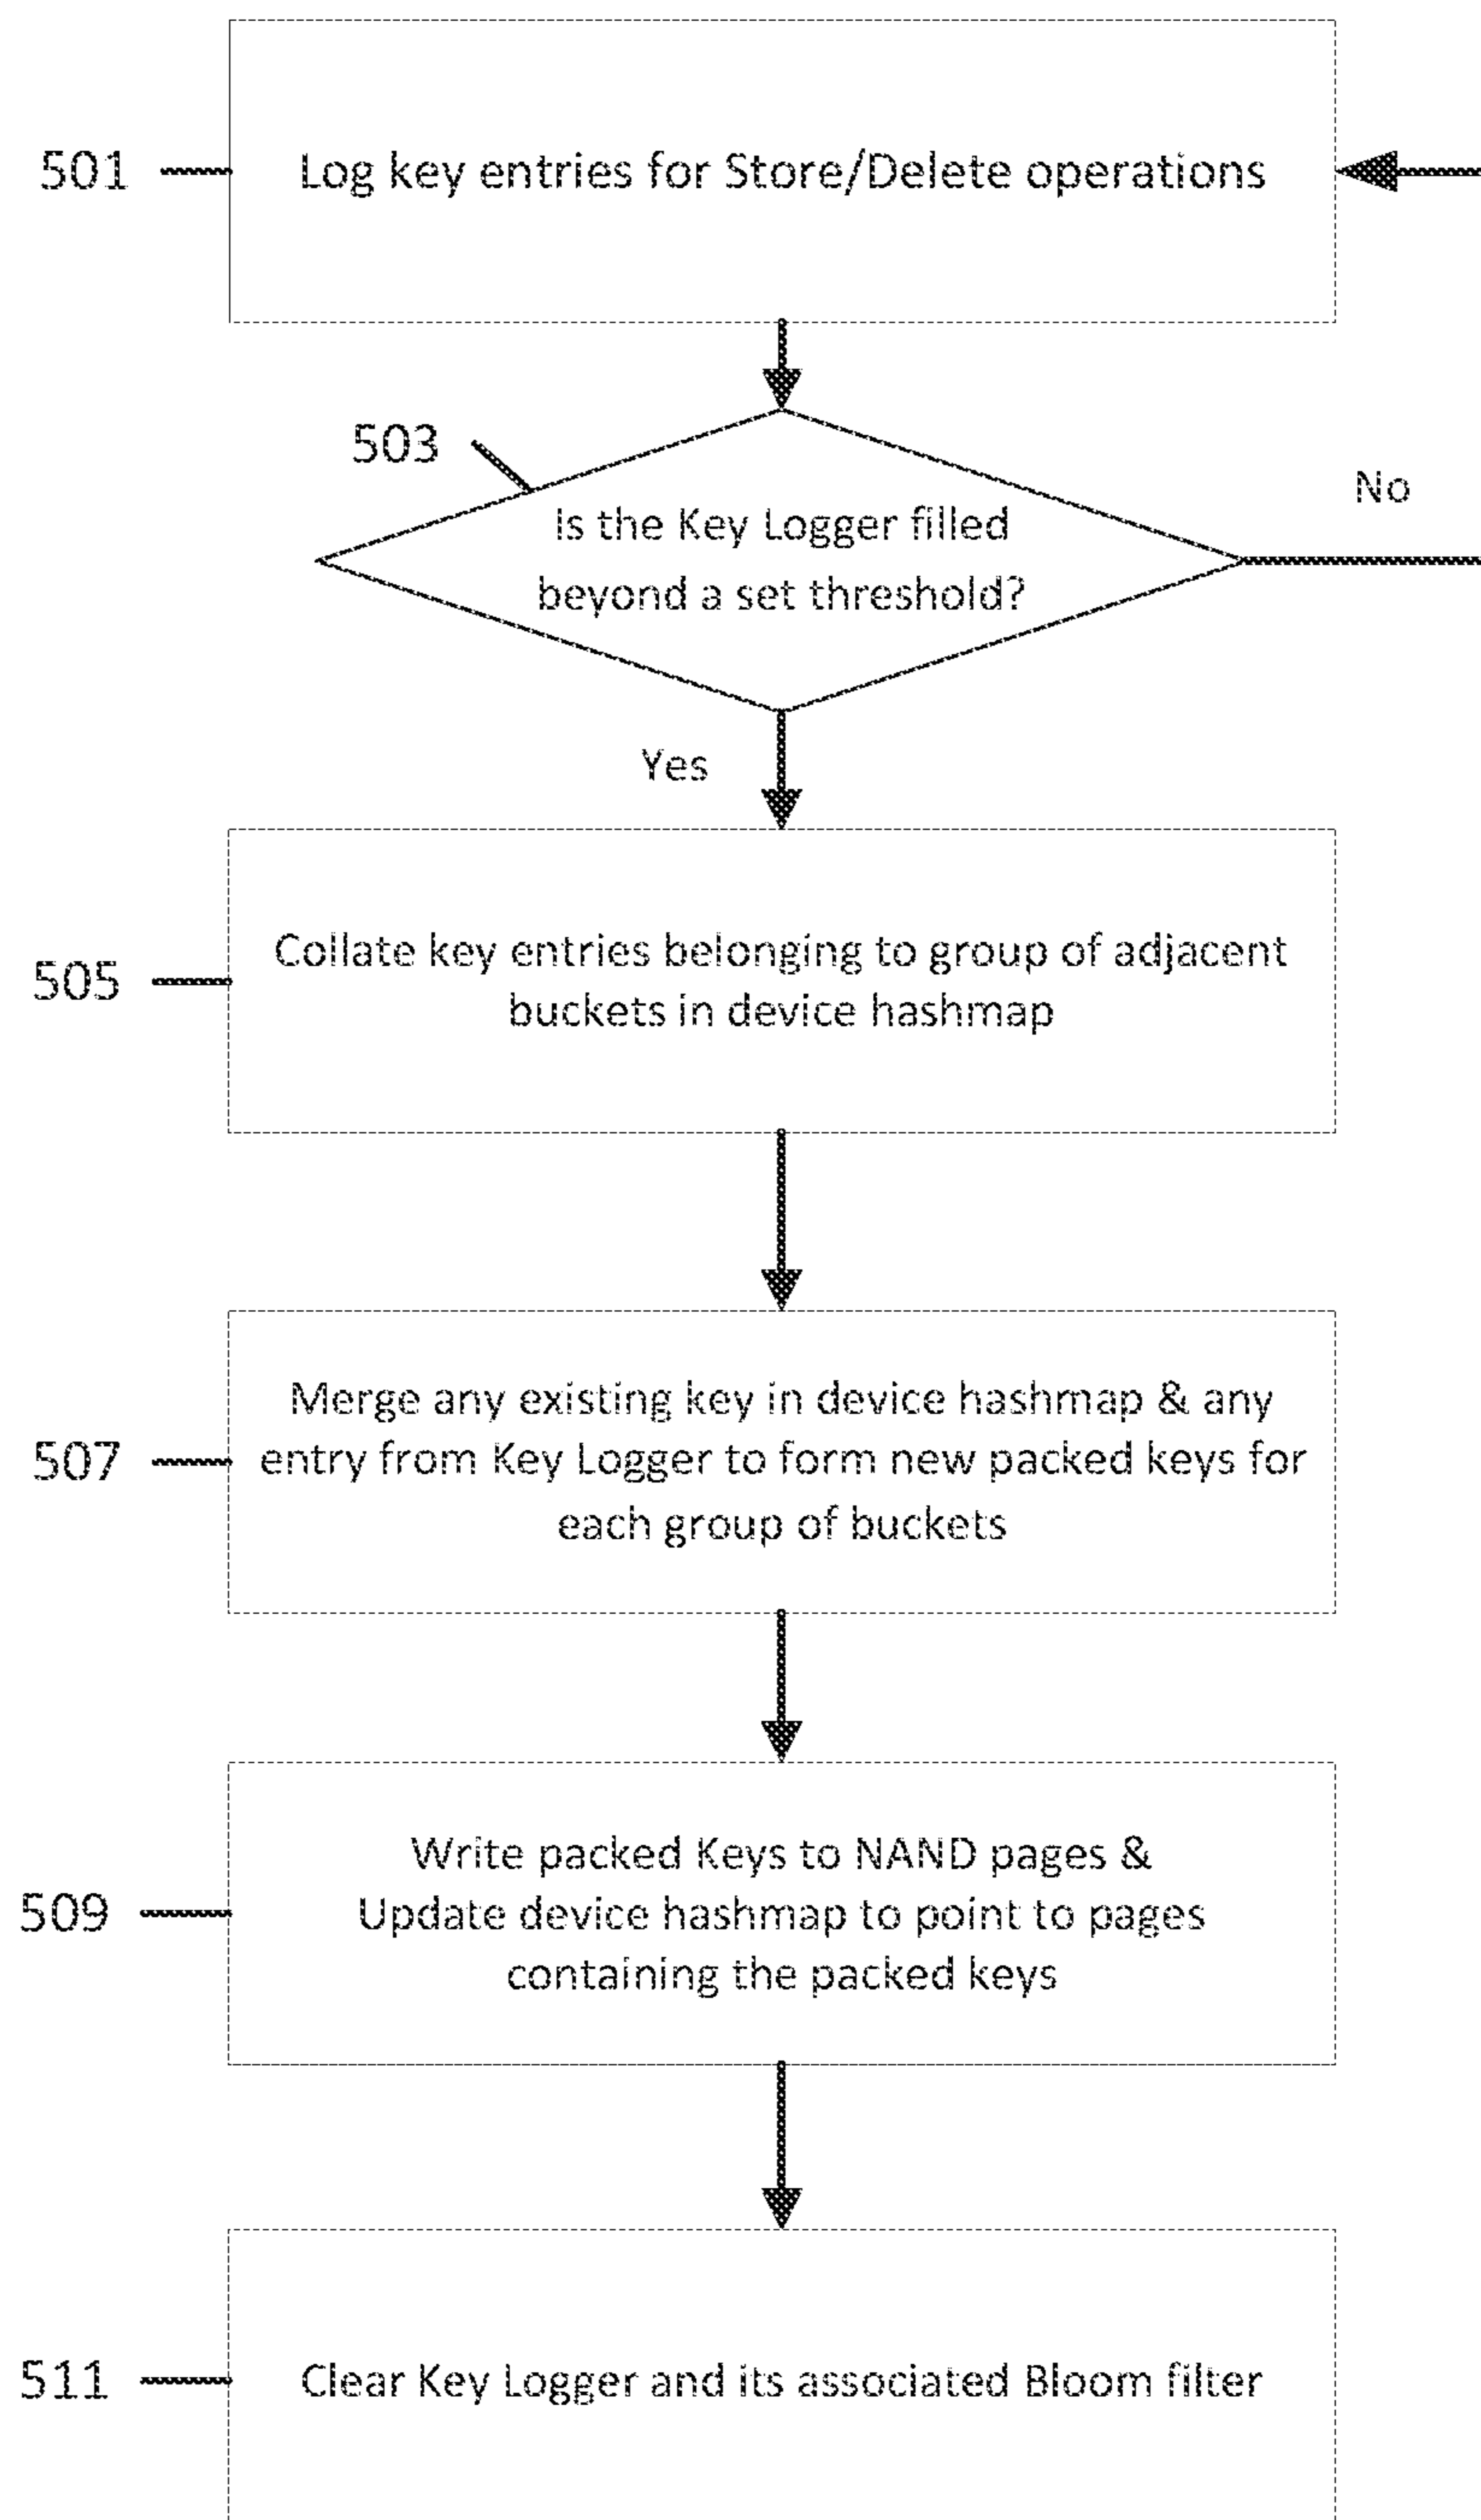 501
Log key entries for Store/Delete operations
503
Is the Key Logger filled
beyond a set threshold?
No
Yes
505
Collate key entries belonging to group of adjacent
buckets in device hashmap
507
Merge any existing key in device hashmap & any
entry from Key Logger to form new packed keys for
each group of buckets
509
Write packed Keys to NAND pages &
Update device hashmap to point to pages
containing the packed keys
511
Clear Key Logger and its associated Bloom filter